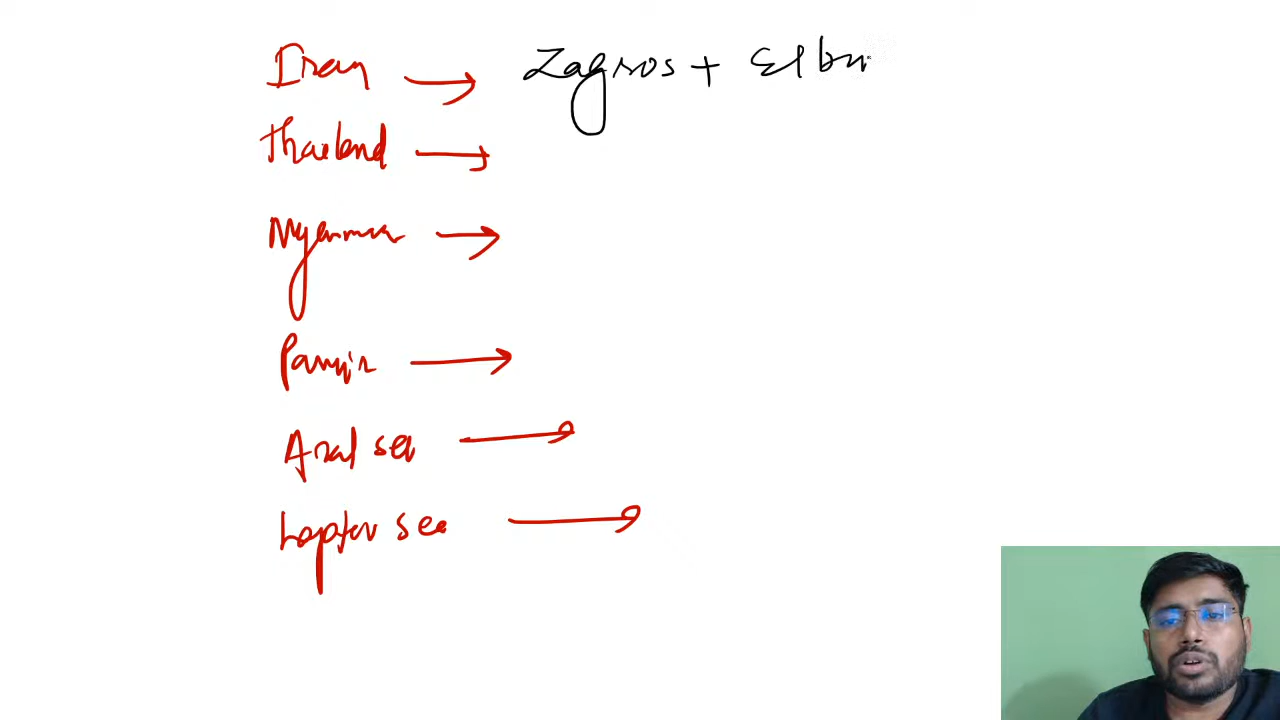 Iran → Zagros + Elbu
Thailand →
Myanmar →
Pamir →
Aral sea →
Laptev sea →